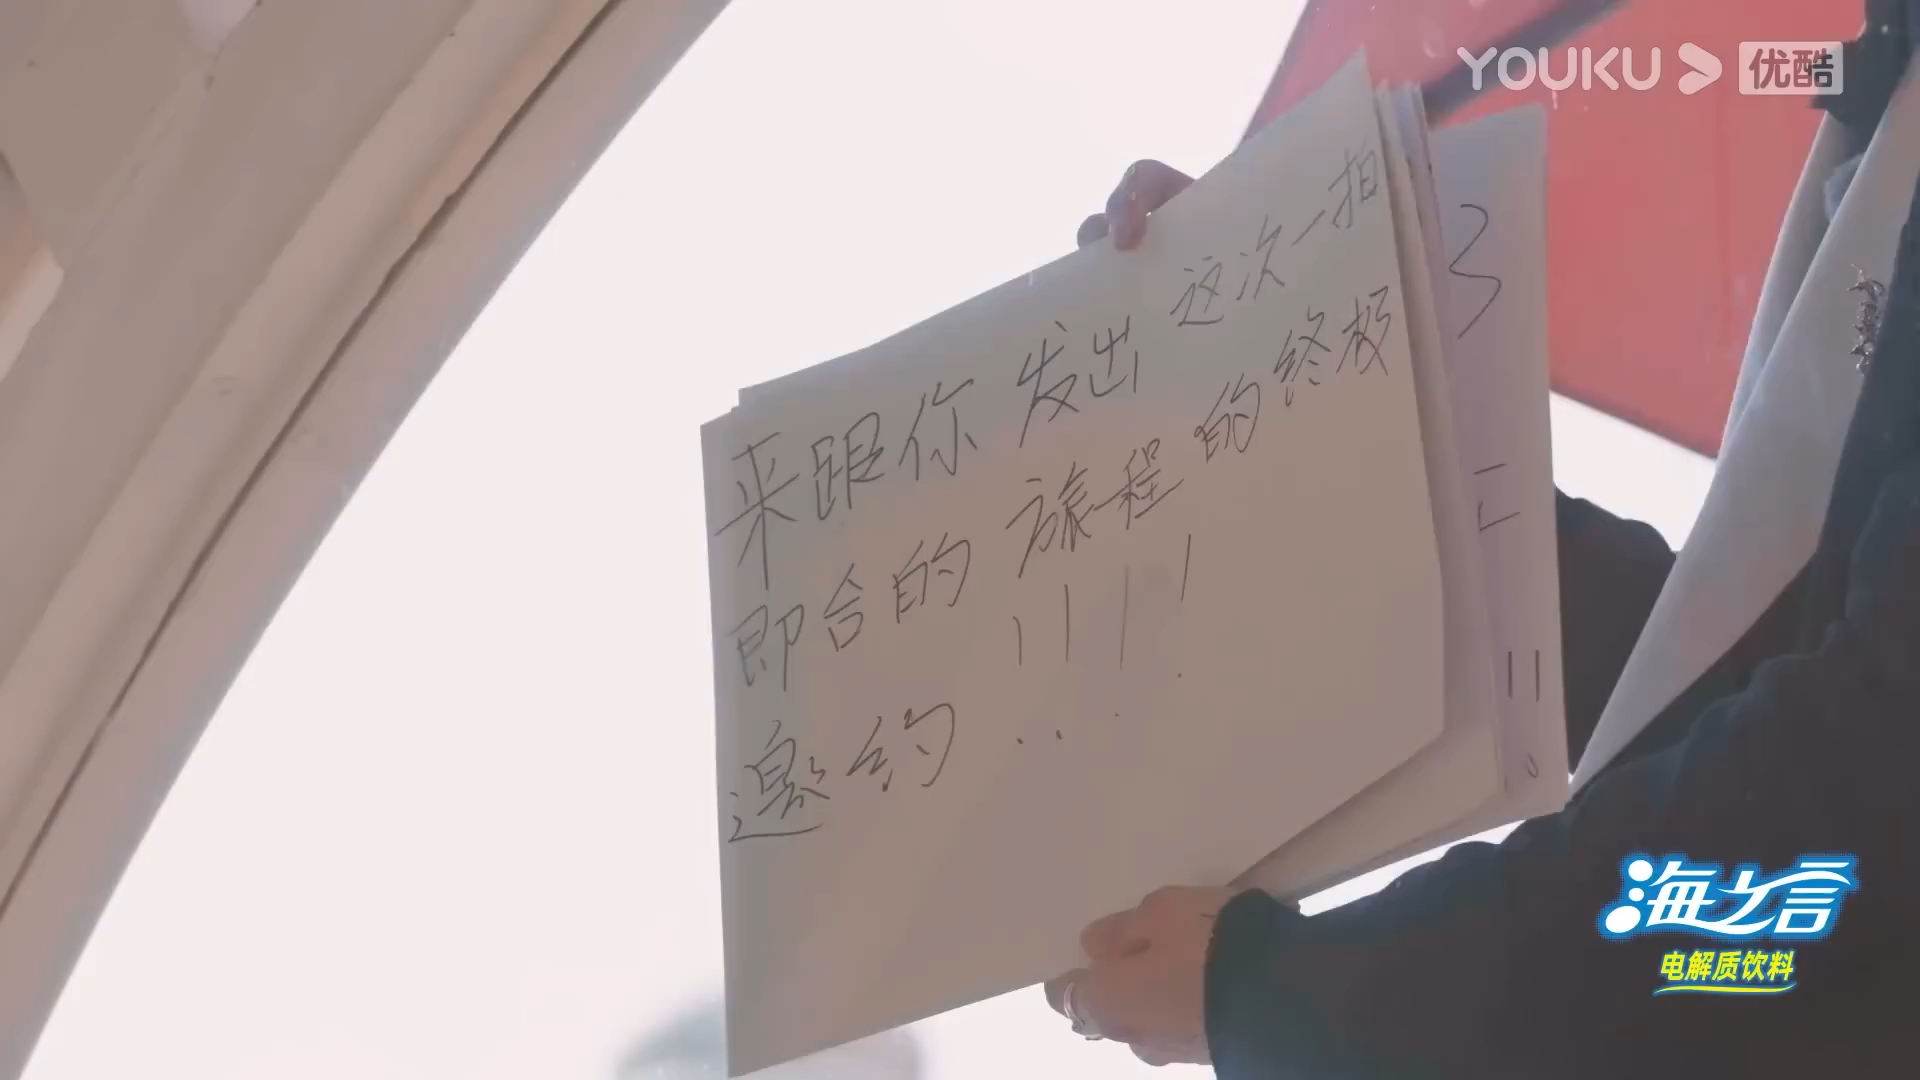 YOUKU 优酷
来跟你发出这次一拍
即合的旅程的终极
邀约!!!!
海之言
电解质饮料